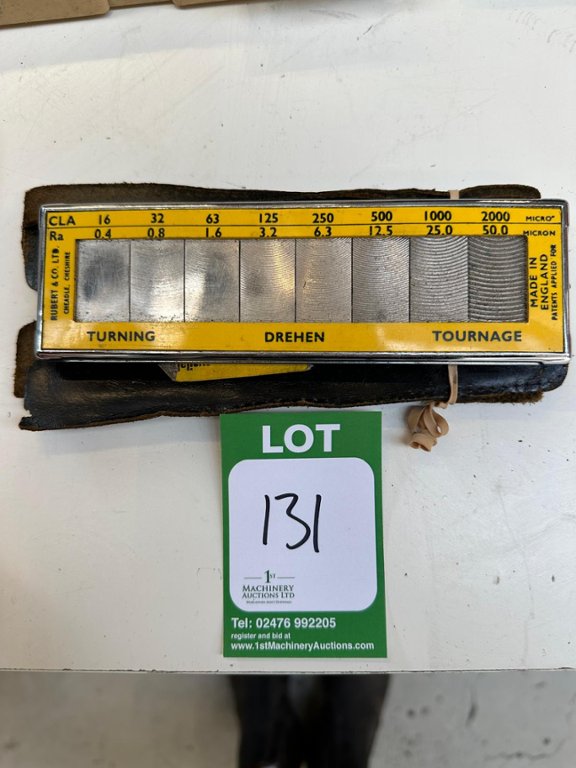 CLA 16 32 63 125 250 500 1000 2000 MICRO"
Ra 0.4 0.8 1.6 3.2 6.3 12.5 25.0 50.0 MICRON
RUBERT & CO. LTD.
CHEADLE, CHESHIRE
MADE IN
ENGLAND
PATENTS APPLIED FOR
TURNING DREHEN TOURNAGE
LOT
131
1ST
MACHINERY
AUCTIONS LTD
Tel: 02476 992205
register and bid at
www.1stMachineryAuctions.com